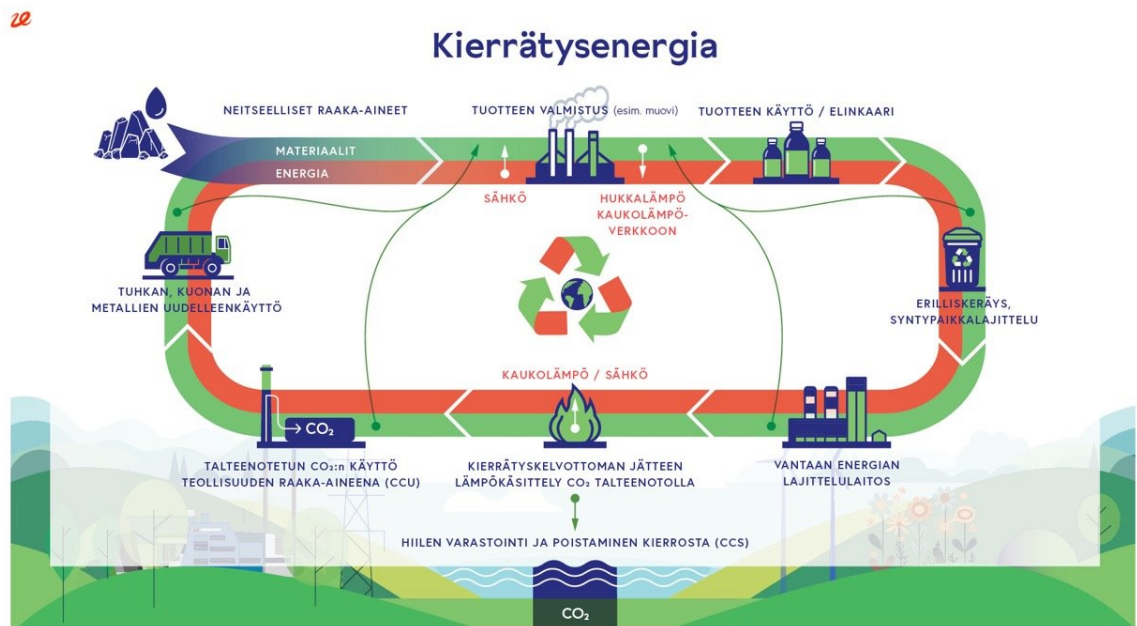 Kierrätysenergia
NEITSEELLISET RAAKA-AINEET
TUOTTEEN VALMISTUS (esim. muovi)
TUOTTEEN KÄYTTÖ / ELINKAARI
MATERIAALIT
ENERGIA
SÄHKÖ
HUKKALÄMPÖ
KAUKOLÄMPÖ-
VERKKOON
TUHKAN, KUONAN JA
METALLIEN UUDELLEENKÄYTTÖ
ERILLISKERÄYS,
SYNTYPAIKKALAJITTELU
KAUKOLÄMPÖ / SÄHKÖ
CO₂
TALTEENOTETUN CO₂:n KÄYTTÖ
TEOLLISUUDEN RAAKA-AINEENA (CCU)
KIERRÄTYSKELVOTTOMAN JÄTTEEN
LÄMPÖKÄSITTELY CO₂ TALTEENOTOLLA
VANTAAN ENERGIAN
LAJITTELULAITOS
HIILEN VARASTOINTI JA POISTAMINEN KIERROSTA (CCS)
CO₂